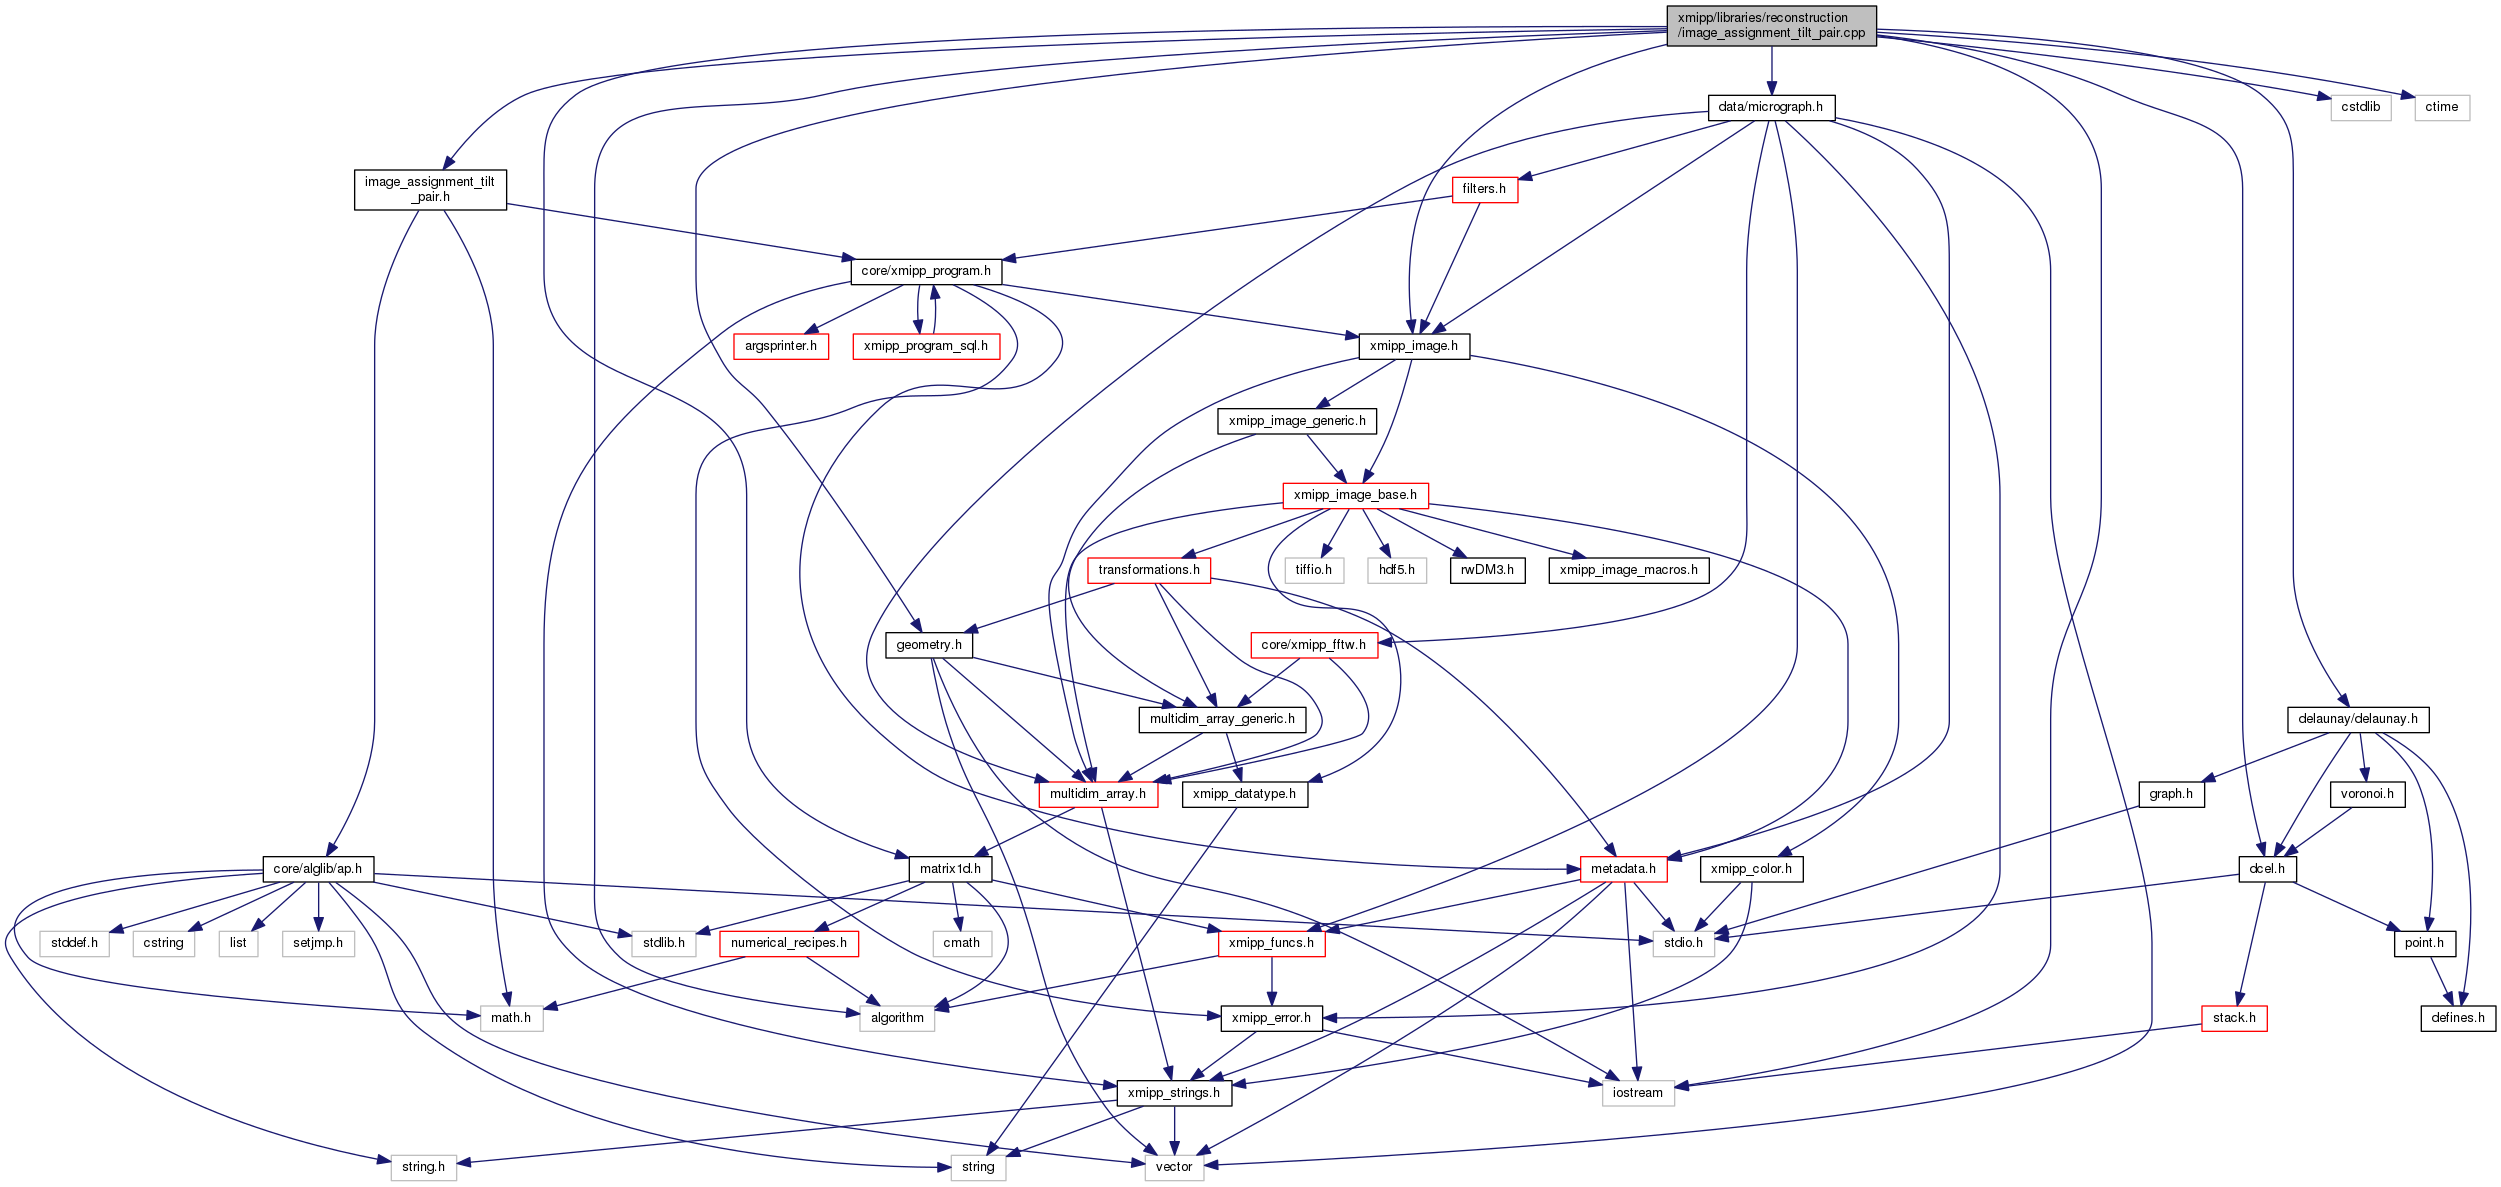 xmipp/libraries/reconstruction
/image_assignment_tilt_pair.cpp
data/micrograph.h
cstdlib
ctime
image_assignment_tilt
_pair.h
filters.h
core/xmipp_program.h
argsprinter.h
xmipp_program_sql.h
xmipp_image.h
xmipp_image_generic.h
xmipp_image_base.h
transformations.h
tiffio.h
hdf5.h
rwDM3.h
xmipp_image_macros.h
geometry.h
core/xmipp_fftw.h
multidim_array_generic.h
delaunay/delaunay.h
multidim_array.h
xmipp_datatype.h
graph.h
voronoi.h
core/alglib/ap.h
matrix1d.h
metadata.h
xmipp_color.h
dcel.h
stddef.h
cstring
list
setjmp.h
stdlib.h
numerical_recipes.h
cmath
xmipp_funcs.h
stdio.h
point.h
math.h
algorithm
xmipp_error.h
stack.h
defines.h
xmipp_strings.h
iostream
string.h
string
vector